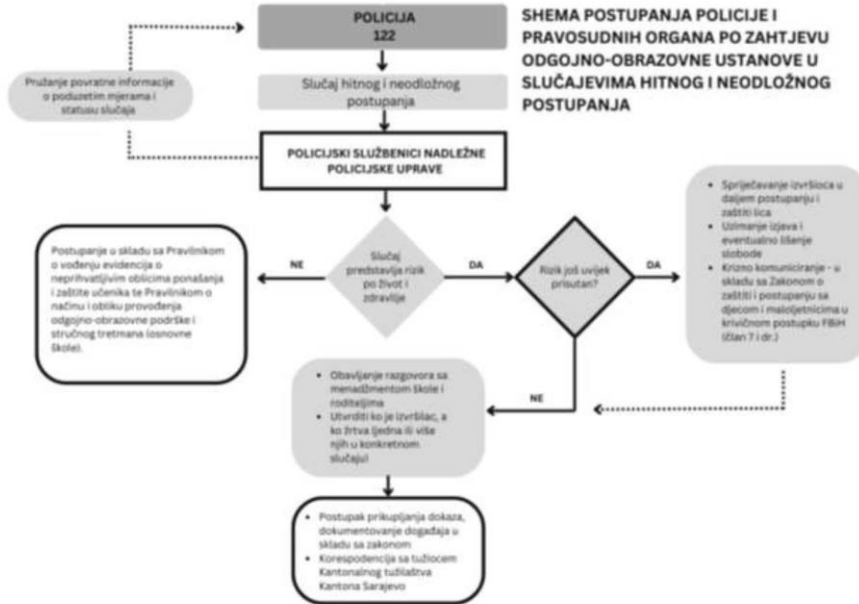 POLICIJA
122
SHEMA POSTUPANJA POLICIJE I
PRAVOSUDNIH ORGANA PO ZAHTJEVU
ODGOJNO-OBRAZOVNE USTANOVE U
SLUČAJEVIMA HITNOG I NEODLOŽNOG
POSTUPANJA
Pružanje povratne informacije
o poduzetim mjerama i
statusu slučaja
Slučaj hitnog i neodložnog
postupanja
POLICIJSKI SLUŽBENICI NADLEŽNE
POLICIJSKE UPRAVE
Slučaj
predstavlja rizik
po život i
zdravlje
NE
DA
Postupanje u skladu sa Pravilnikom
o vođenju evidencija o
neprihvatljivim oblicima ponašanja
i zaštite učenika te Pravilnikom o
načinu i obliku provođenja
odgojno-obrazovne podrške i
stručnog tretmana (osnovne
škole).
Rizik još uvijek
prisutan?
DA
NE
• Spriječavanje izvršioca u
daljem postupanju i
zaštiti lica
• Uzimanje izjava i
eventualno lišenje
slobode
• Krizno komuniciranje - u
skladu sa Zakonom o
zaštiti i postupanju sa
djecom i maloljetnicima u
krivičnom postupku FBiH
(član 7 i dr.)
• Obavljanje razgovora sa
menadžmentom škole i
roditeljima
• Utvrditi ko je izvršilac, a
ko žrtva (jedna ili više
njih u konkretnom
slučaju)
• Postupak prikupljanja dokaza,
dokumentovanje događaja u
skladu sa zakonom
• Korespodencija sa tužiocem
Kantonalnog tužilaštva
Kantona Sarajevo